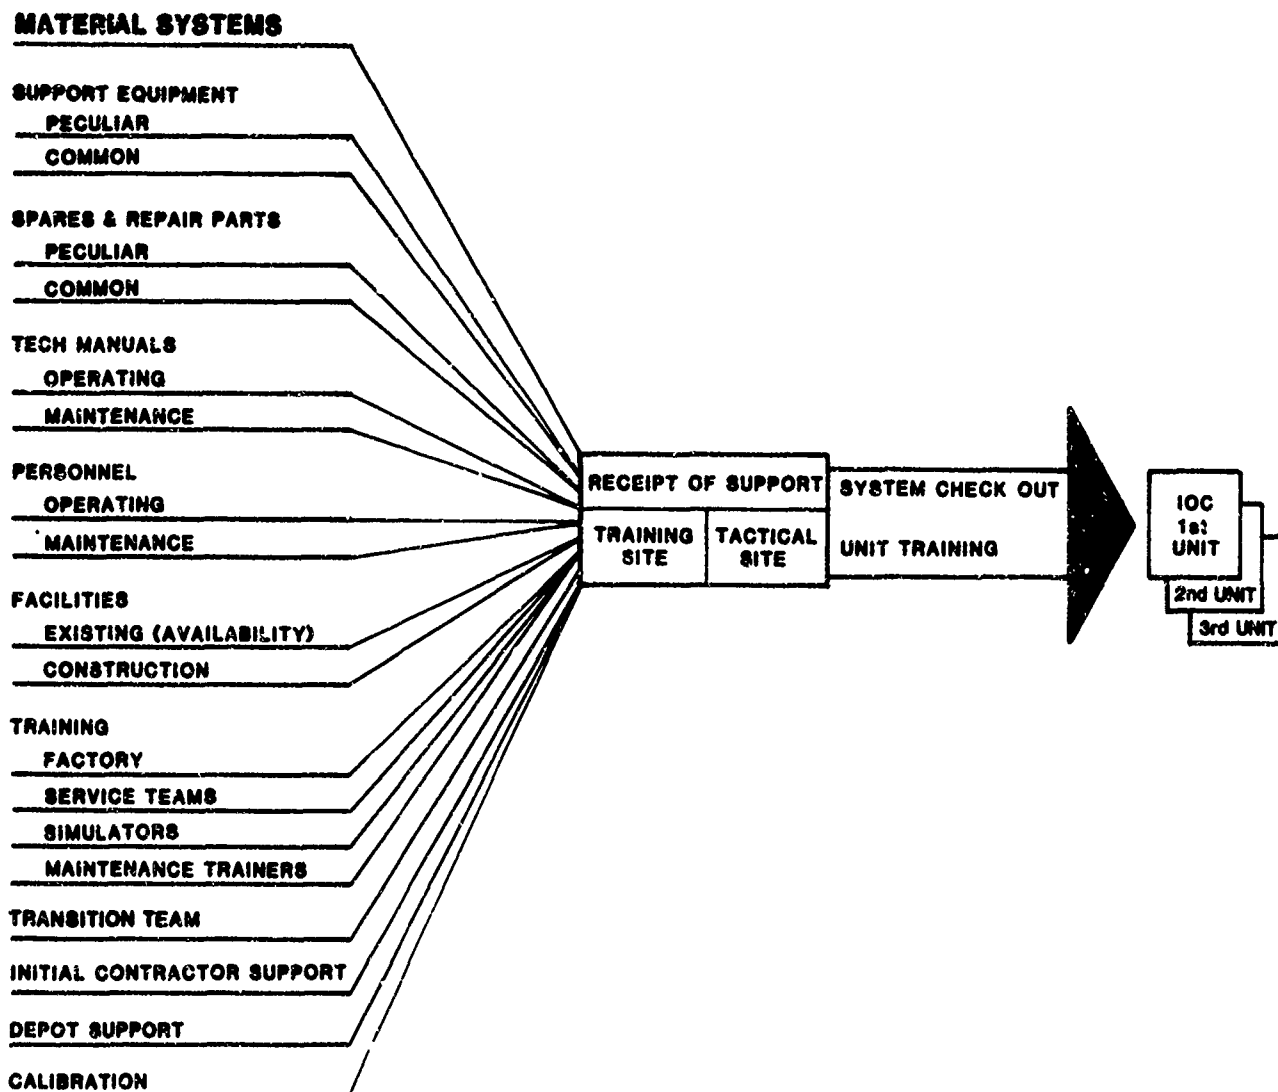 MATERIAL SYSTEMS
SUPPORT EQUIPMENT
PECULIAR
COMMON
SPARES & REPAIR PARTS
PECULIAR
COMMON
TECH MANUALS
OPERATING
MAINTENANCE
PERSONNEL
OPERATING
MAINTENANCE
FACILITIES
EXISTING (AVAILABILITY)
CONSTRUCTION
TRAINING
FACTORY
SERVICE TEAMS
SIMULATORS
MAINTENANCE TRAINERS
TRANSITION TEAM
INITIAL CONTRACTOR SUPPORT
DEPOT SUPPORT
CALIBRATION
RECEIPT OF SUPPORT
TRAINING
SITE
TACTICAL
SITE
SYSTEM CHECK OUT
UNIT TRAINING
IOC
1st
UNIT
2nd UNIT
3rd UNIT